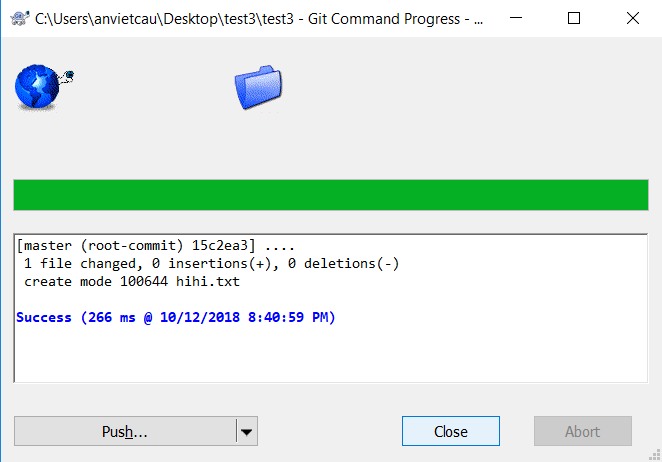 C:\Users\anvietcau\Desktop\test3\test3 - Git Command Progress - ...
[master (root-commit) 15c2ea3] ....
1 file changed, 0 insertions(+), 0 deletions(-)
create mode 100644 hihi.txt
Success (266 ms @ 10/12/2018 8:40:59 PM)
Push...
Close
Abort